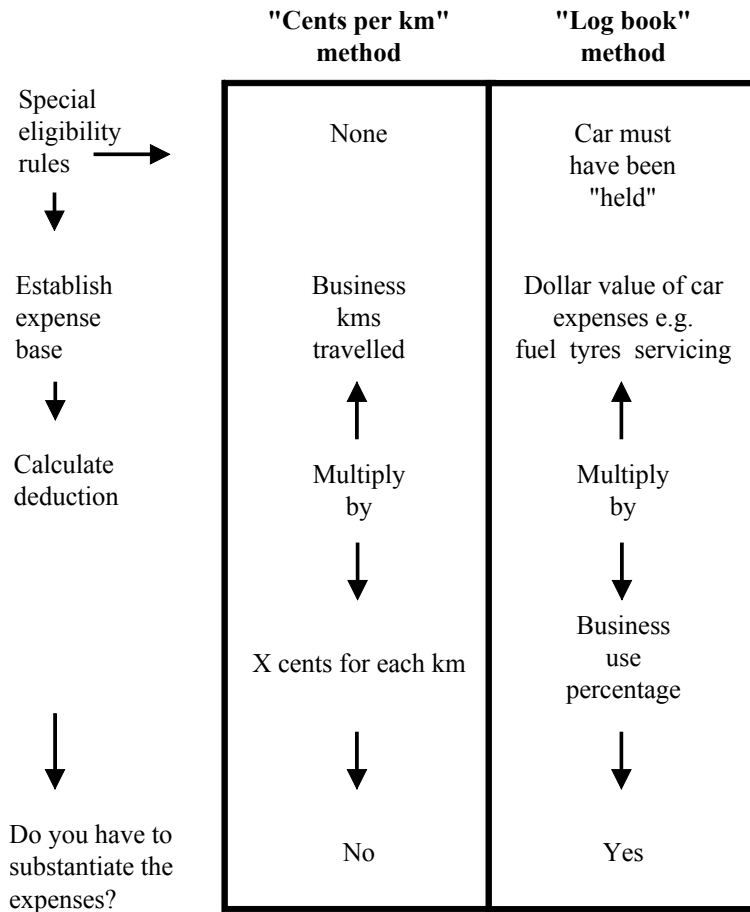 "Cents per km"
method
"Log book"
method
Special
eligibility
rules
None
Car must
have been
"held"
Establish
expense
base
Business
kms
travelled
Dollar value of car
expenses e.g.
fuel tyres servicing
Calculate
deduction
Multiply
by
Multiply
by
X cents for each km
Business
use
percentage
Do you have to
substantiate the
expenses?
No
Yes